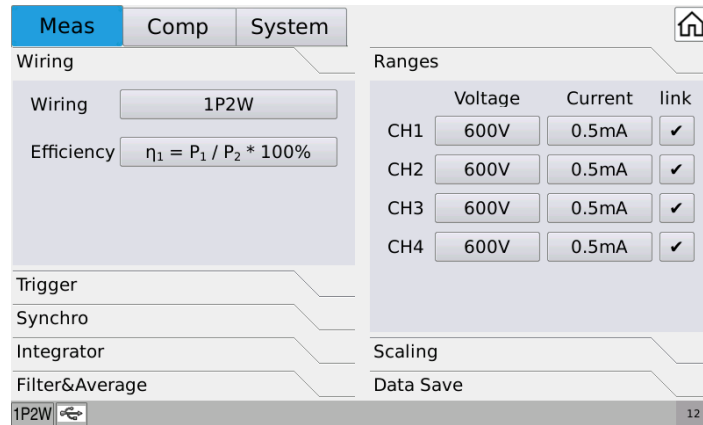 Meas Comp System
Wiring
Wiring 1P2W
Efficiency η₁ = P₁ / P₂ * 100%
Trigger
Synchro
Integrator
Filter&Average
Ranges
Voltage Current link
CH1 600V 0.5mA ✔
CH2 600V 0.5mA ✔
CH3 600V 0.5mA ✔
CH4 600V 0.5mA ✔
Scaling
Data Save
1P2W 12